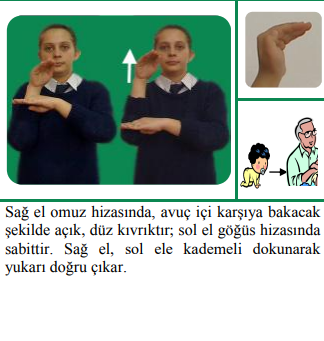 Sağ el omuz hizasında, avuç içi karşıya bakacak
şekilde açık, düz kıvrıktır; sol el göğüs hizasında
sabittir. Sağ el, sol ele kademeli dokunarak
yukarı doğru çıkar.